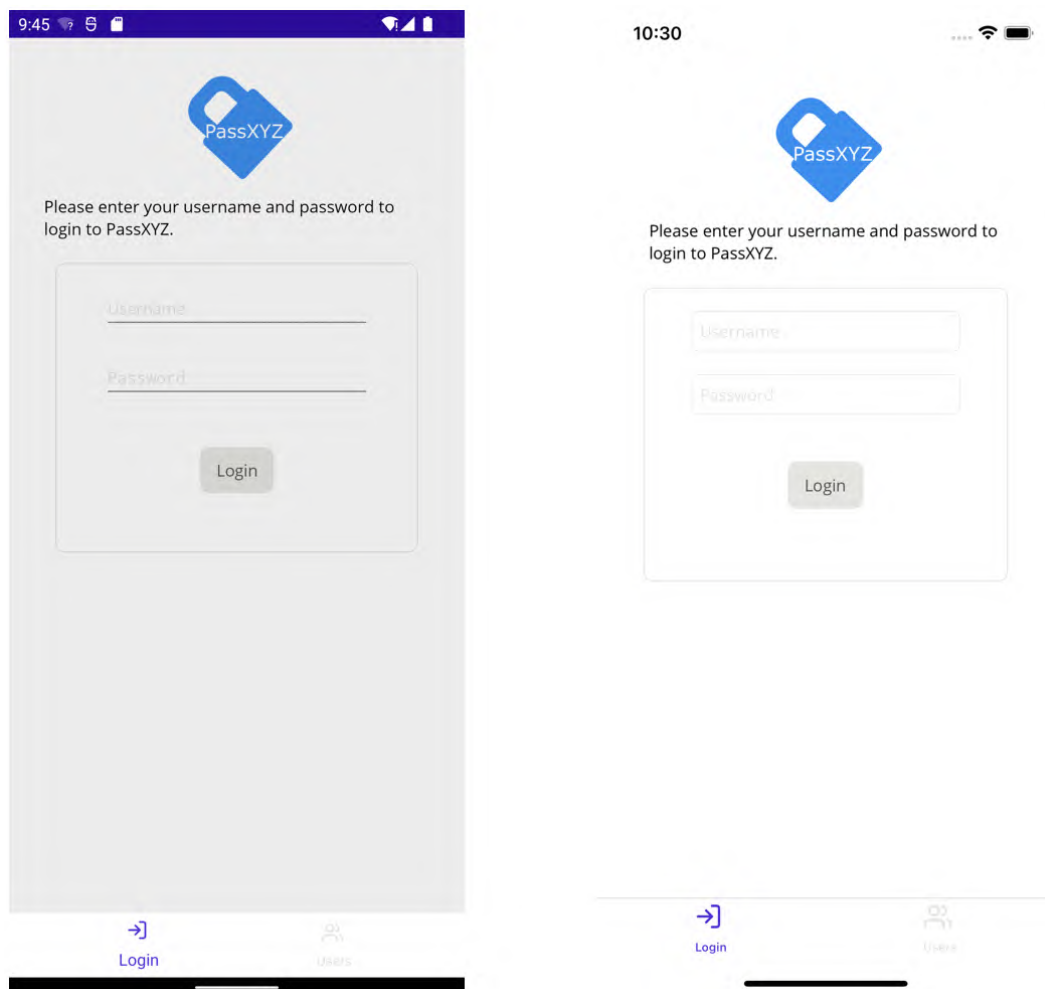 9:45
PassXYZ
Please enter your username and password to
login to PassXYZ.
Username
Password
Login
Login
Users
10:30
PassXYZ
Please enter your username and password to
login to PassXYZ.
Username
Password
Login
Login
Users